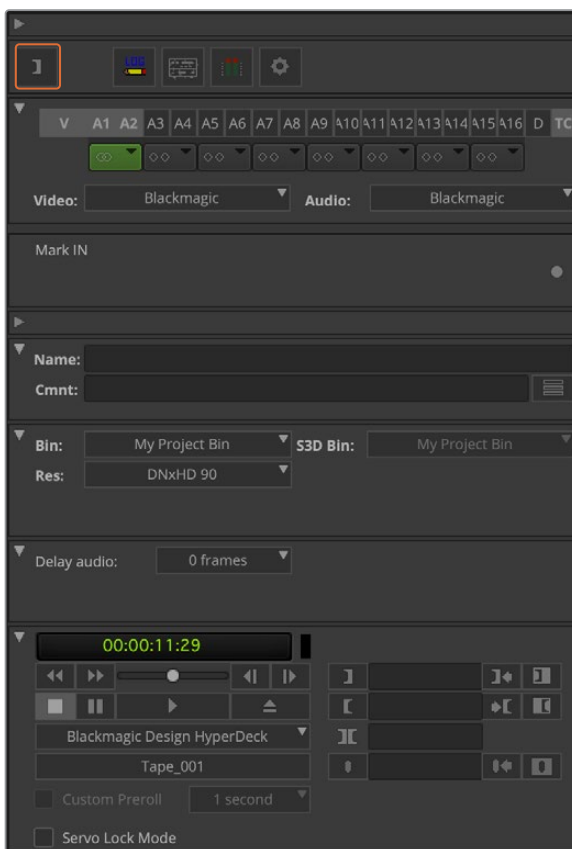 LOG
V A1 A2 A3 A4 A5 A6 A7 A8 A9 A10 A11 A12 A13 A14 A15 A16 D TC
Video: Blackmagic Audio: Blackmagic
Mark IN
Name:
Cmnt:
Bin: My Project Bin S3D Bin: My Project Bin
Res: DNxHD 90
Delay audio: 0 frames
00:00:11:29
Blackmagic Design HyperDeck
Tape_001
Custom Preroll 1 second
Servo Lock Mode